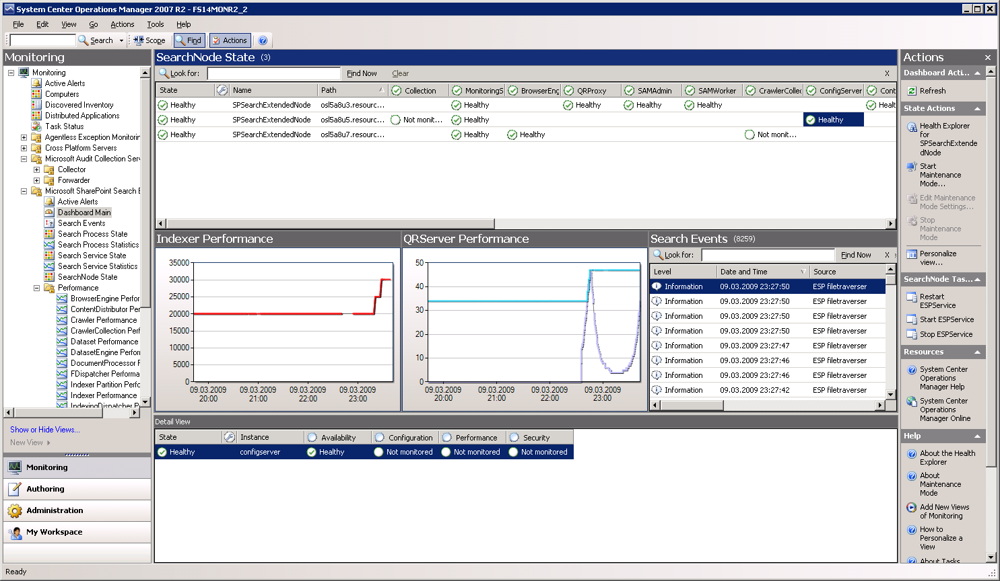 System Center Operations Manager 2007 R2 - FS14MONR2_2
File Edit View Go Actions Tools Help
Search Scope Find Actions
Monitoring
Monitoring
Active Alerts
Computers
Discovered Inventory
Distributed Applications
Task Status
Agentless Exception Monitorin
Cross Platform Servers
Microsoft Audit Collection Serv
Collector
Forwarder
Microsoft SharePoint Search E
Active Alerts
Dashboard Main
Search Events
Search Process State
Search Process Statistics
Search Service State
Search Service Statistics
SearchNode State
Performance
BrowserEngine Perfor
ContentDistributor Per
Crawler Performance
CrawlerCollection Perf
Dataset Performance
DatasetEngine Perforn
DocumentProcessor P
FDispatcher Performa
Indexer Partition Perfo
Indexer Performance
IndexingDispatcher P
Show or Hide Views...
New View
Monitoring
Authoring
Administration
My Workspace
Ready
SearchNode State (3)
Look for: Find Now Clear X
State Name Path Collection MonitoringS BrowserEng QRProxy SAMAdmin SAMWorker CrawlerCollec ConfigServer Cont
Healthy SPSearchExtendedNode osl5a8u3.resourc... Healthy Healthy Healthy Healthy Healt
Healthy SPSearchExtendedNode osl5a8u5.resourc... Not monit... Healthy Healthy
Healthy SPSearchExtendedNode osl5a8u7.resourc... Healthy Healthy Not monit...
Indexer Performance
35000
30000
25000
20000
15000
10000
5000
0
09.03.2009 09.03.2009 09.03.2009 09.03.2009
20:00 21:00 22:00 23:00
QRServer Performance
50
40
30
20
10
0
09.03.2009 09.03.2009 09.03.2009 09.03.2009
20:00 21:00 22:00 23:00
Search Events (8259)
Look for: Find Now X
Level Date and Time Source
Information 09.03.2009 23:27:50 ESP filetraverser
Information 09.03.2009 23:27:50 ESP filetraverser
Information 09.03.2009 23:27:50 ESP filetraverser
Information 09.03.2009 23:27:50 ESP filetraverser
Information 09.03.2009 23:27:47 ESP filetraverser
Information 09.03.2009 23:27:46 ESP filetraverser
Information 09.03.2009 23:27:46 ESP filetraverser
Information 09.03.2009 23:27:42 ESP filetraverser
Detail View
State Instance Availability Configuration Performance Security
Healthy configserver Healthy Not monitored Not monitored Not monitored
Actions
Dashboard Acti...
Refresh
State Actions
Health Explorer
for
SPSearchExtende
dNode
Start
Maintenance
Mode...
Edit Maintenance
Mode Settings...
Stop
Maintenance
Mode
Personalize
view...
SearchNode Tas...
Restart
ESPService
Start ESPService
Stop ESPService
Resources
System Center
Operations
Manager Help
System Center
Operations
Manager Online
Help
About the Health
Explorer
About
Maintenance
Mode
Add New Views
of Monitoring
How to
Personalize a
View
About Tasks